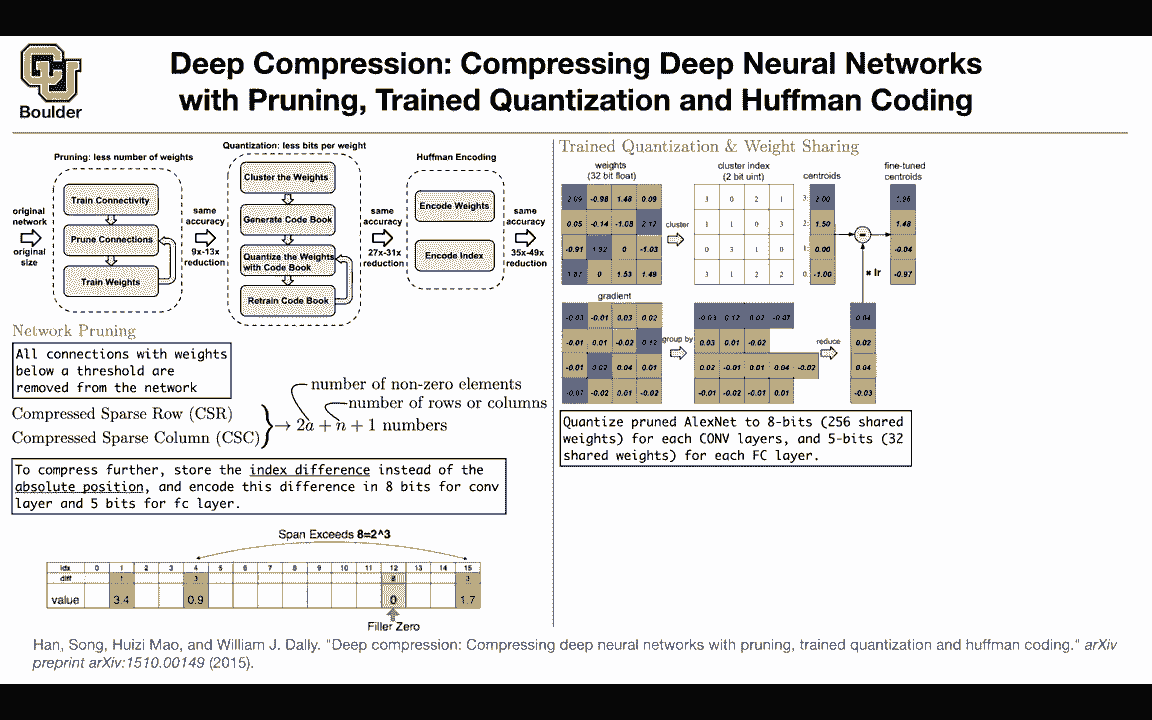 Boulder
Deep Compression: Compressing Deep Neural Networks
with Pruning, Trained Quantization and Huffman Coding
Pruning: less number of weights
Train Connectivity
Prune Connections
Train Weights
original
network
original
size
same
accuracy
9x-13x
reduction
Quantization: less bits per weight
Cluster the Weights
Generate Code Book
Quantize the Weights
with Code Book
Retrain Code Book
same
accuracy
27x-31x
reduction
Huffman Encoding
Encode Weights
Encode Index
same
accuracy
35x-49x
reduction
Network Pruning
All connections with weights
below a threshold are
removed from the network
Compressed Sparse Row (CSR)
Compressed Sparse Column (CSC)
number of non-zero elements
number of rows or columns
→ 2a + n + 1 numbers
To compress further, store the index difference instead of the
absolute position, and encode this difference in 8 bits for conv
layer and 5 bits for fc layer.
Span Exceeds 8=2^3
idx 0 1 2 3 4 5 6 7 8 9 10 11 12 13 14 15
diff 1 3 8 3
value 3.4 0.9 0 1.7
Filler Zero
Trained Quantization & Weight Sharing
weights
(32 bit float)
2.09 -0.98 1.48 0.09
0.05 -0.14 -1.08 2.12
-0.91 1.92 0 -1.03
1.87 0 1.53 1.49
cluster
cluster index
(2 bit uint)
3 0 2 1
1 1 0 3
0 3 1 0
3 1 2 2
centroids
3: 2.00
2: 1.50
1: 0.00
0: -1.00
fine-tuned
centroids
1.96
1.48
-0.04
-0.97
× lr
gradient
-0.03 -0.01 0.03 0.02
-0.01 0.01 -0.02 0.12
-0.01 0.02 0.04 0.01
-0.07 -0.02 0.01 -0.02
group by
-0.03 0.12 0.02 -0.07
0.03 0.01 -0.02
0.02 -0.01 0.01 0.04 -0.02
-0.01 -0.02 -0.01 0.01
reduce
0.04
0.02
0.04
-0.03
Quantize pruned AlexNet to 8-bits (256 shared
weights) for each CONV layers, and 5-bits (32
shared weights) for each FC layer.
Han, Song, Huizi Mao, and William J. Dally. "Deep compression: Compressing deep neural networks with pruning, trained quantization and huffman coding." arXiv
preprint arXiv:1510.00149 (2015).